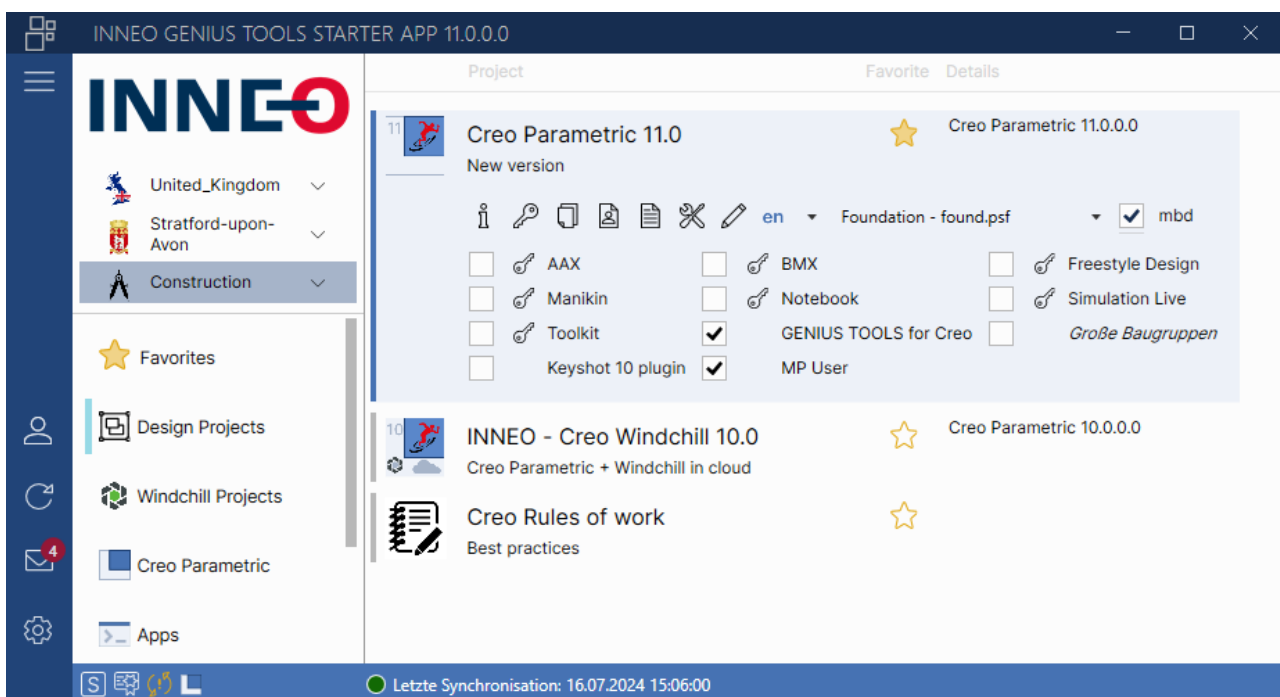 INNEO GENIUS TOOLS STARTER APP 11.0.0.0
INNEO
United_Kingdom
Stratford-upon-
Avon
Construction
Favorites
Design Projects
Windchill Projects
Creo Parametric
Apps
4
Project Favorite Details
11
Creo Parametric 11.0
Creo Parametric 11.0.0.0
New version
en Foundation - found.psf mbd
AAX BMX Freestyle Design
Manikin Notebook Simulation Live
Toolkit GENIUS TOOLS for Creo Große Baugruppen
Keyshot 10 plugin MP User
10
INNEO - Creo Windchill 10.0
Creo Parametric 10.0.0.0
Creo Parametric + Windchill in cloud
Creo Rules of work
Best practices
S
Letzte Synchronisation: 16.07.2024 15:06:00